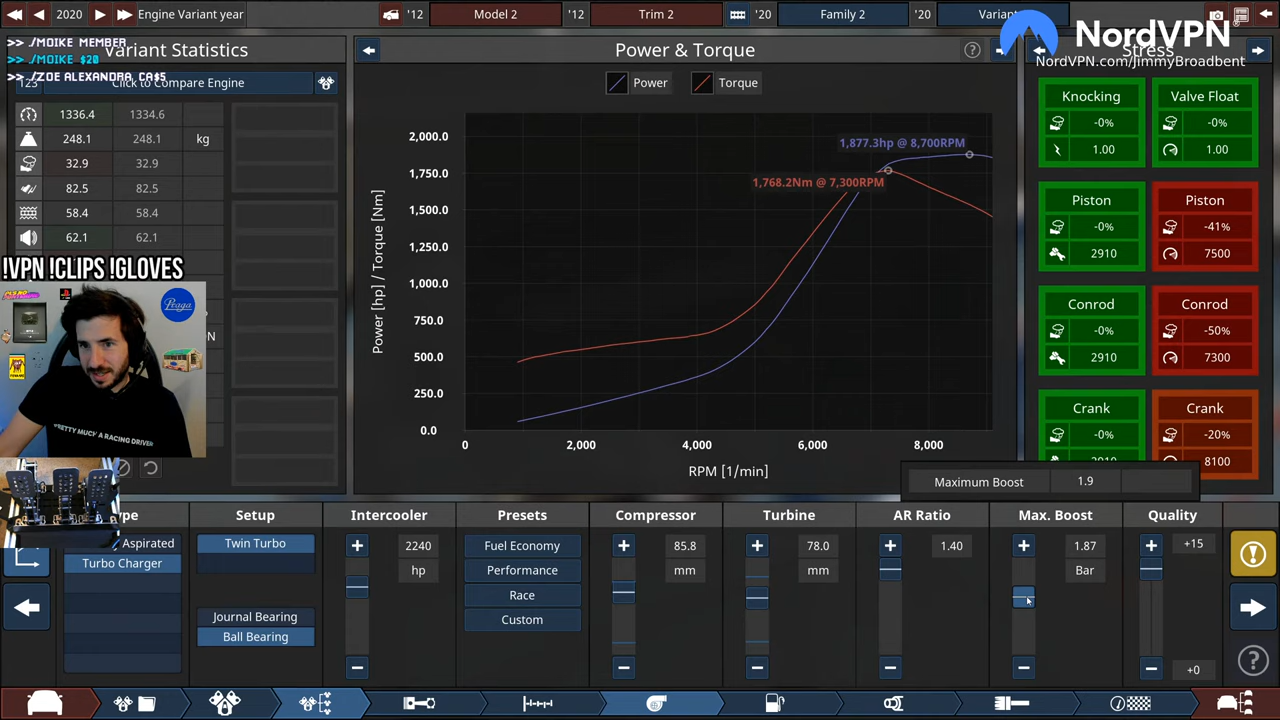 2020 Engine Variant year '12 Model 2 '12 Trim 2 '20 Family 2 '20 Variant
>> ./MOIKE MEMBER
>> ./MOIKE $20
>> ./ZOE ALEXANDRA CA$5
Variant Statistics
Power & Torque
?
Stress
NordVPN
NordVPN.com/JimmyBroadbent
123 Click to Compare Engine
Power Torque
1336.4 1334.6
248.1 248.1 kg
32.9 32.9
82.5 82.5
58.4 58.4
62.1 62.1
!VPN !CLIPS !GLOVES
Praga
PRETTY MUCH A RACING DRIVER
Power [hp] / Torque [Nm]
2,000.0
1,750.0
1,500.0
1,250.0
1,000.0
750.0
500.0
250.0
0.0
1,877.3hp @ 8,700RPM
1,768.2Nm @ 7,300RPM
0 2,000 4,000 6,000 8,000
RPM [1/min]
Knocking Valve Float
-0% -0%
1.00 1.00
Piston Piston
-0% -41%
2910 7500
Conrod Conrod
-0% -50%
2910 7300
Crank Crank
-0% -20%
2910 8100
Maximum Boost 1.9
Type Setup Intercooler Presets Compressor Turbine AR Ratio Max. Boost Quality
Aspirated
Turbo Charger
Twin Turbo
Journal Bearing
Ball Bearing
+ 2240
hp
−
Fuel Economy
Performance
Race
Custom
+ 85.8
mm
−
+ 78.0
mm
−
+ 1.40
−
+ 1.87
Bar
−
+ +15
− +0
?